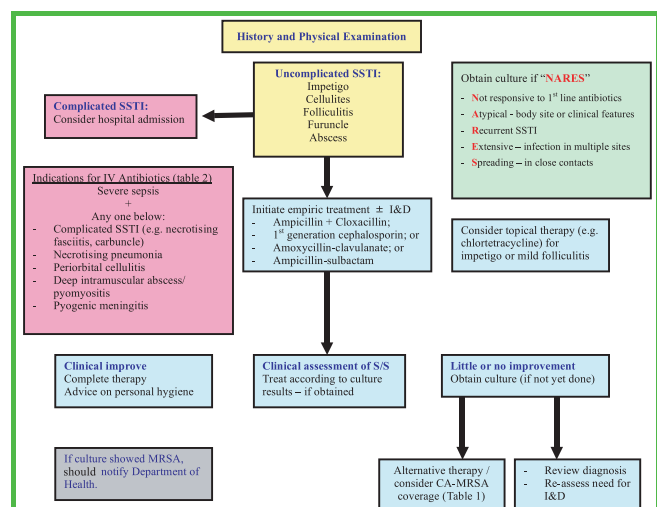 History and Physical Examination
Uncomplicated SSTI:
Impetigo
Cellulites
Folliculitis
Furuncle
Abscess
Obtain culture if “NARES”
- Not responsive to 1st line antibiotics
- Atypical - body site or clinical features
- Recurrent SSTI
- Extensive – infection in multiple sites
- Spreading – in close contacts
Complicated SSTI:
Consider hospital admission
Indications for IV Antibiotics (table 2)
Severe sepsis
+
Any one below:
- Complicated SSTI (e.g. necrotising
fasciitis, carbuncle)
- Necrotising pneumonia
- Periorbital cellulitis
- Deep intramuscular abscess/
pyomyositis
- Pyogenic meningitis
Initiate empiric treatment ± I&D
- Ampicillin + Cloxacillin;
- 1st generation cephalosporin; or
- Amoxycillin-clavulanate; or
- Ampicillin-sulbactam
Consider topical therapy (e.g.
chlortetracycline) for
impetigo or mild folliculitis
Clinical improve
Complete therapy
Advice on personal hygiene
Clinical assessment of S/S
Treat according to culture
results – if obtained
Little or no improvement
Obtain culture (if not yet done)
If culture showed MRSA,
should notify Department of
Health.
Alternative therapy /
consider CA-MRSA
coverage (Table 1)
- Review diagnosis
- Re-assess need for
I&D